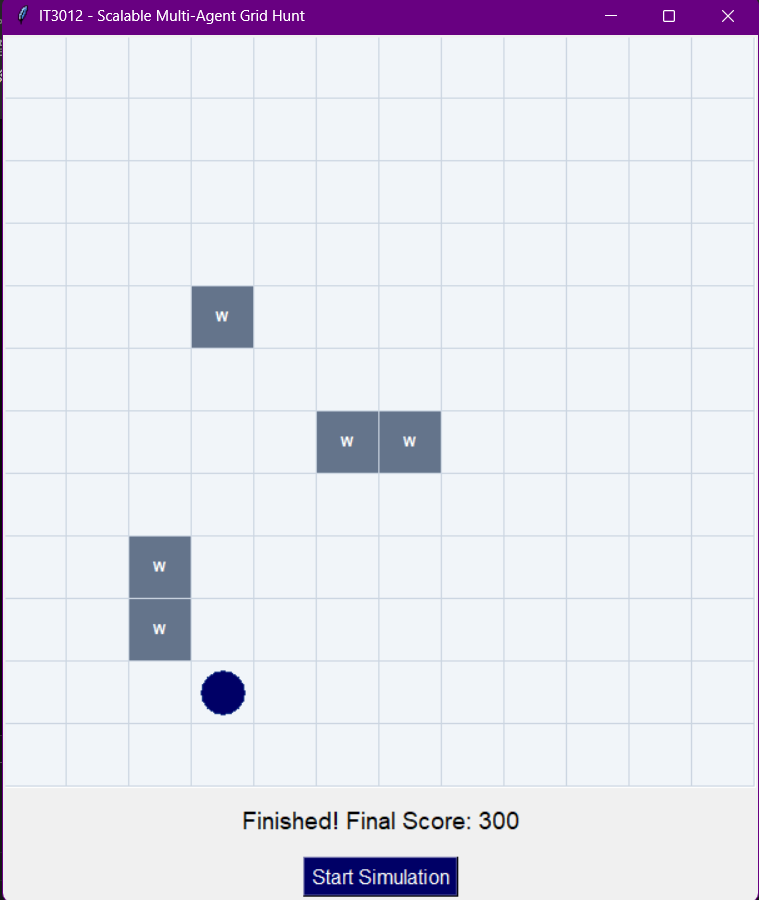 IT3012 - Scalable Multi-Agent Grid Hunt
W
W W
W
W
Finished! Final Score: 300
Start Simulation